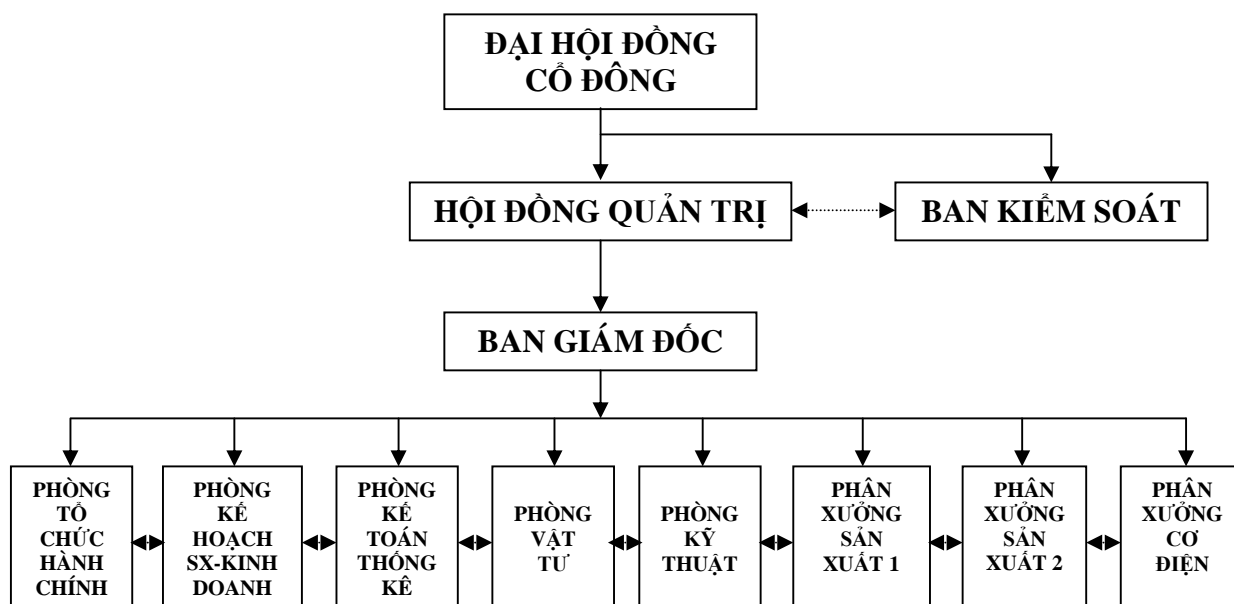 ĐẠI HỘI ĐỒNG
CỔ ĐÔNG
HỘI ĐỒNG QUẢN TRỊ
BAN KIỂM SOÁT
BAN GIÁM ĐỐC
PHÒNG
TỔ
CHỨC
HÀNH
CHÍNH
PHÒNG
KẾ
HOẠCH
SX-KINH
DOANH
PHÒNG
KẾ
TOÁN
THỐNG
KÊ
PHÒNG
VẬT
TƯ
PHÒNG
KỸ
THUẬT
PHÂN
XƯỞNG
SẢN
XUẤT 1
PHÂN
XƯỞNG
SẢN
XUẤT 2
PHÂN
XƯỞNG
CƠ
ĐIỆN